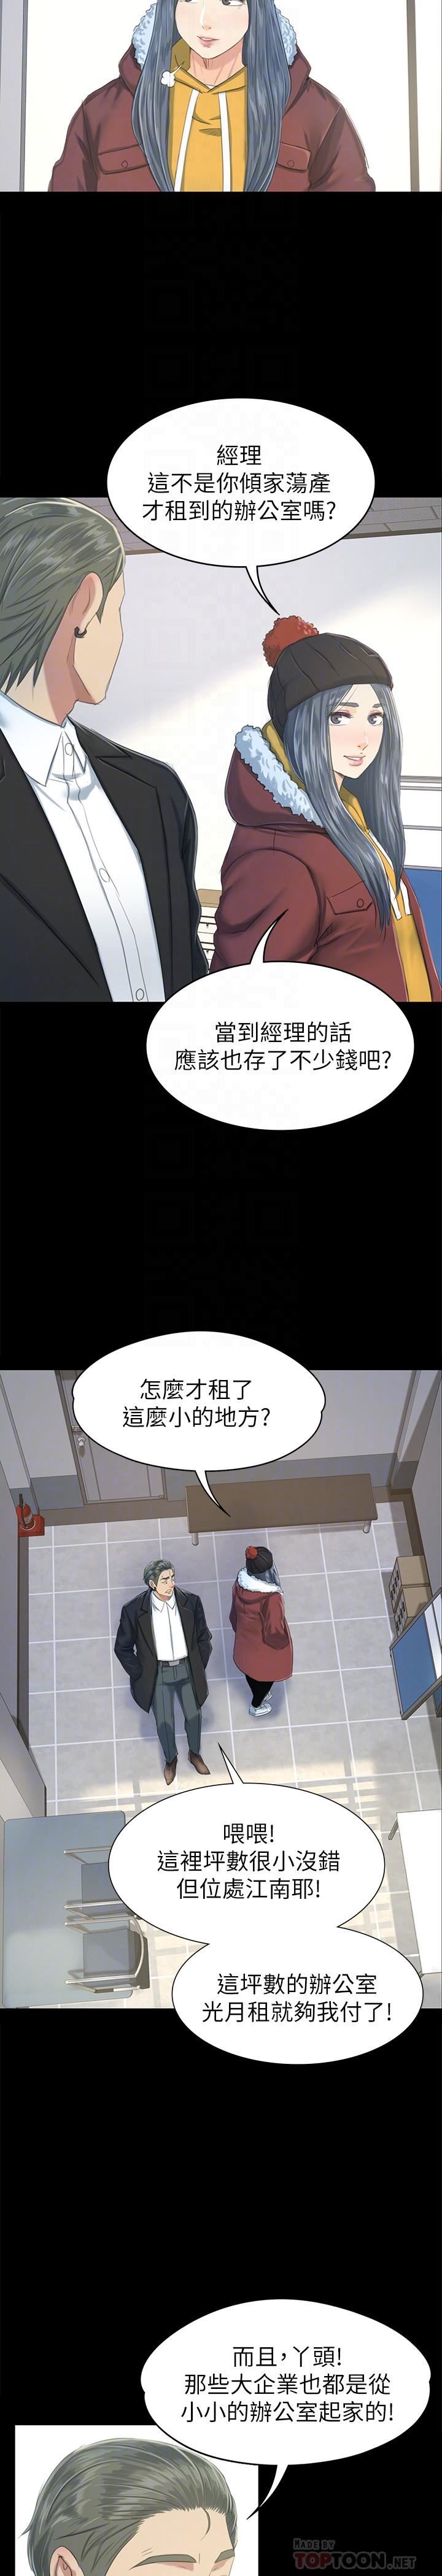 經理
這不是你傾家蕩產
才租到的辦公室嗎?
當到經理的話
應該也存了不少錢吧?
怎麼才租了
這麼小的地方?
喂喂!
這裡坪數很小沒錯
但位處江南耶!
這坪數的辦公室
光月租就夠我付了!
而且,丫頭!
那些大企業也都是從
小小的辦公室起家的!
MADE BY
TOPTOON.NET